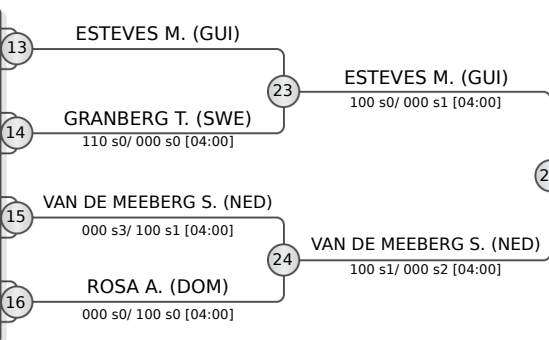 13
ESTEVES M. (GUI)
23
ESTEVES M. (GUI)
100 s0/ 000 s1 [04:00]
14
GRANBERG T. (SWE)
110 s0/ 000 s0 [04:00]
15
VAN DE MEEBERG S. (NED)
000 s3/ 100 s1 [04:00]
24
VAN DE MEEBERG S. (NED)
100 s1/ 000 s2 [04:00]
16
ROSA A. (DOM)
000 s0/ 100 s0 [04:00]